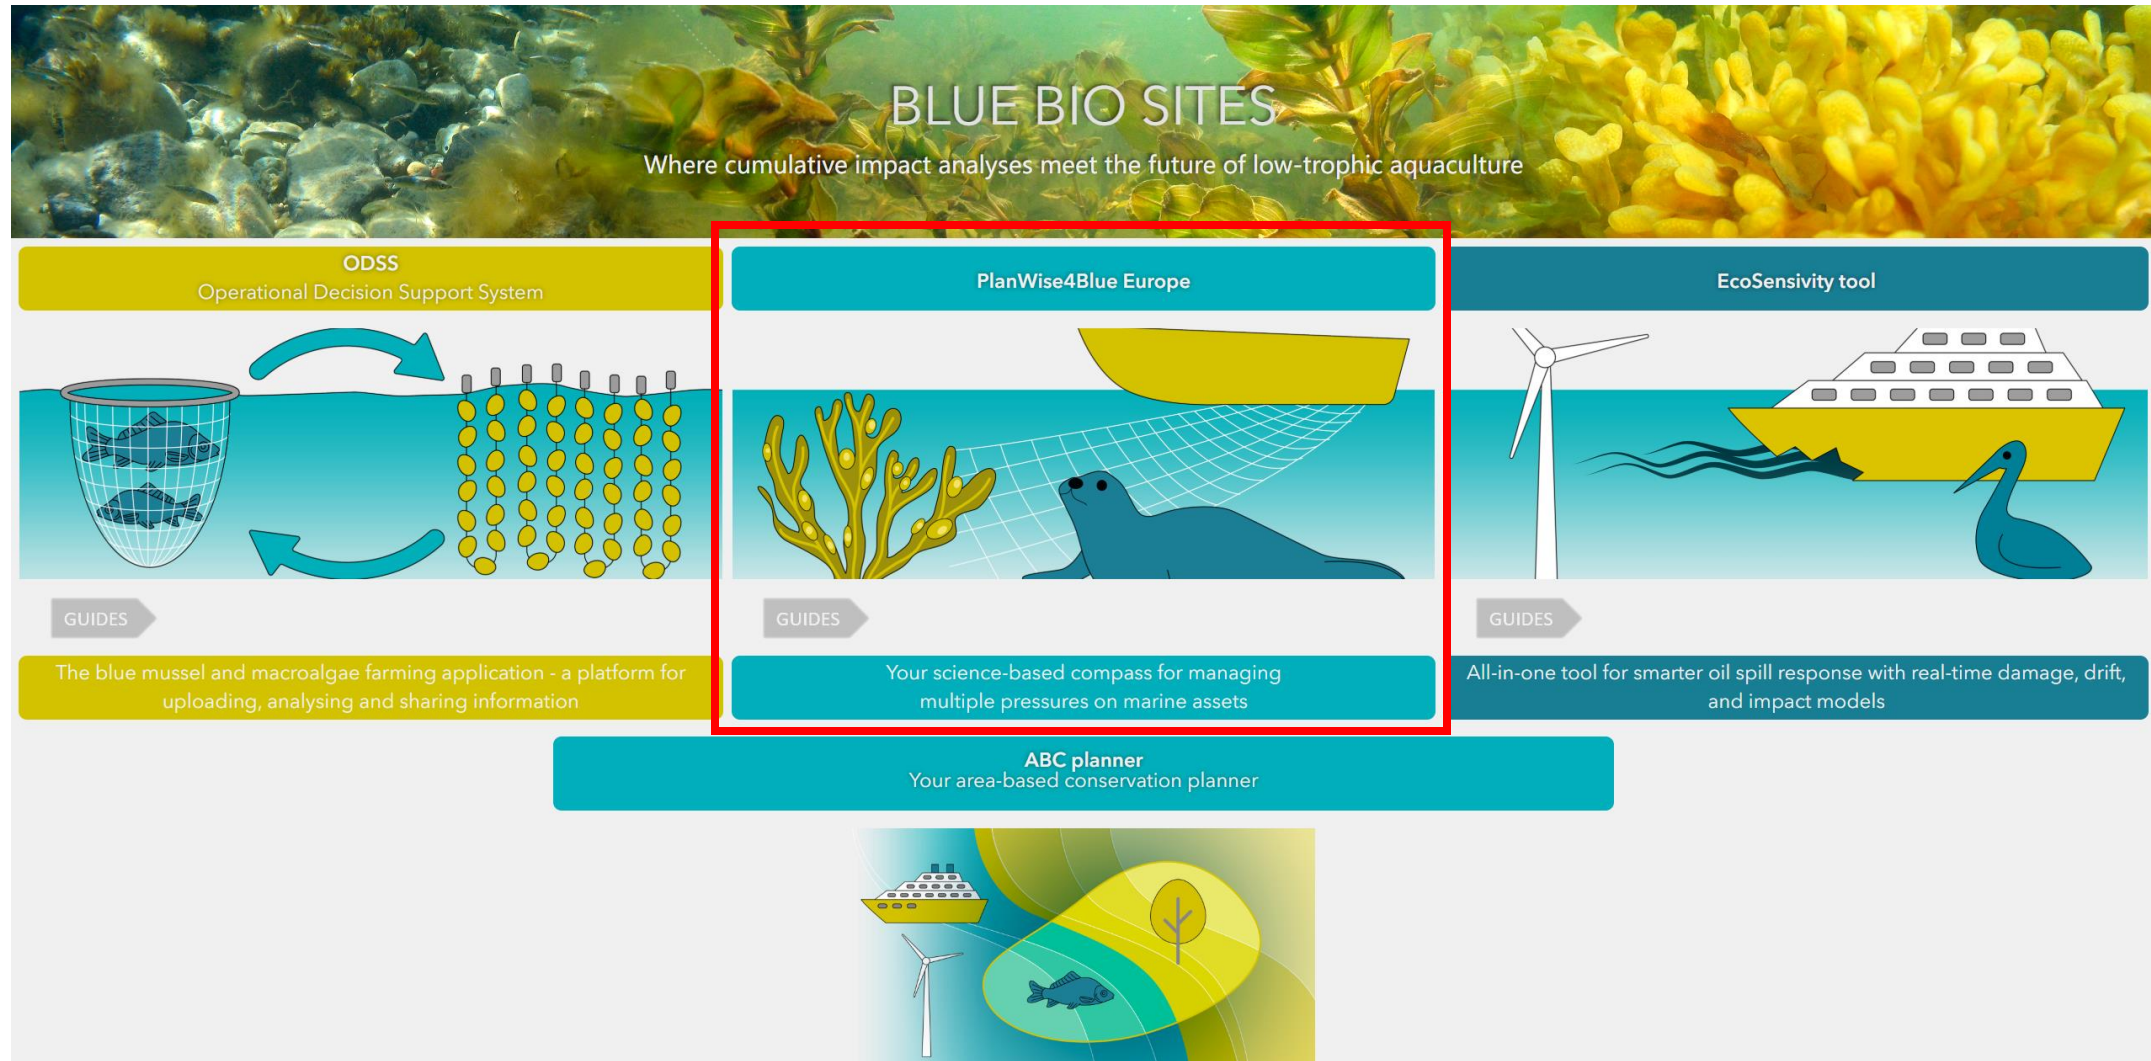 BLUE BIO SITES
Where cumulative impact analyses meet the future of low-trophic aquaculture
ODSS
Operational Decision Support System
GUIDES
The blue mussel and macroalgae farming application - a platform for
uploading, analysing and sharing information
PlanWise4Blue Europe
GUIDES
Your science-based compass for managing
multiple pressures on marine assets
EcoSensivity tool
GUIDES
All-in-one tool for smarter oil spill response with real-time damage, drift,
and impact models
ABC planner
Your area-based conservation planner